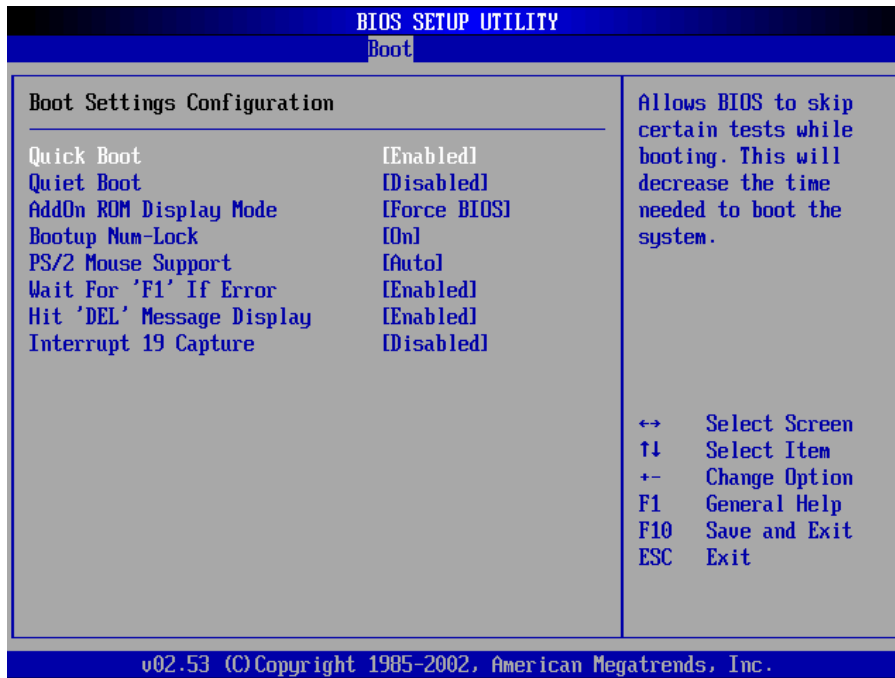 BIOS SETUP UTILITY
Boot
Boot Settings Configuration
Quick Boot [Enabled]
Quiet Boot [Disabled]
AddOn ROM Display Mode [Force BIOS]
Bootup Num-Lock [On]
PS/2 Mouse Support [Auto]
Wait For 'F1' If Error [Enabled]
Hit 'DEL' Message Display [Enabled]
Interrupt 19 Capture [Disabled]
Allows BIOS to skip
certain tests while
booting. This will
decrease the time
needed to boot the
system.
↔ Select Screen
↑↓ Select Item
+- Change Option
F1 General Help
F10 Save and Exit
ESC Exit
v02.53 (C)Copyright 1985-2002, American Megatrends, Inc.